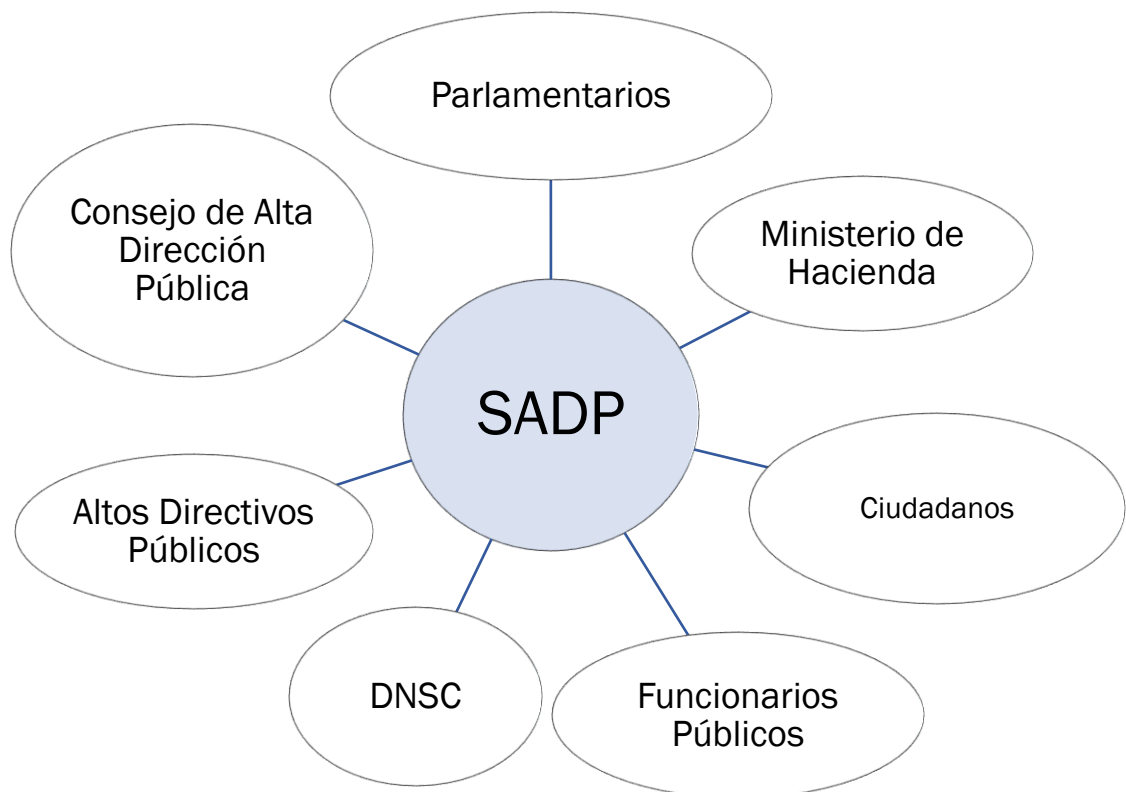 Parlamentarios
Consejo de Alta
Dirección
Pública
Ministerio de
Hacienda
SADP
Altos Directivos
Públicos
Ciudadanos
DNSC
Funcionarios
Públicos